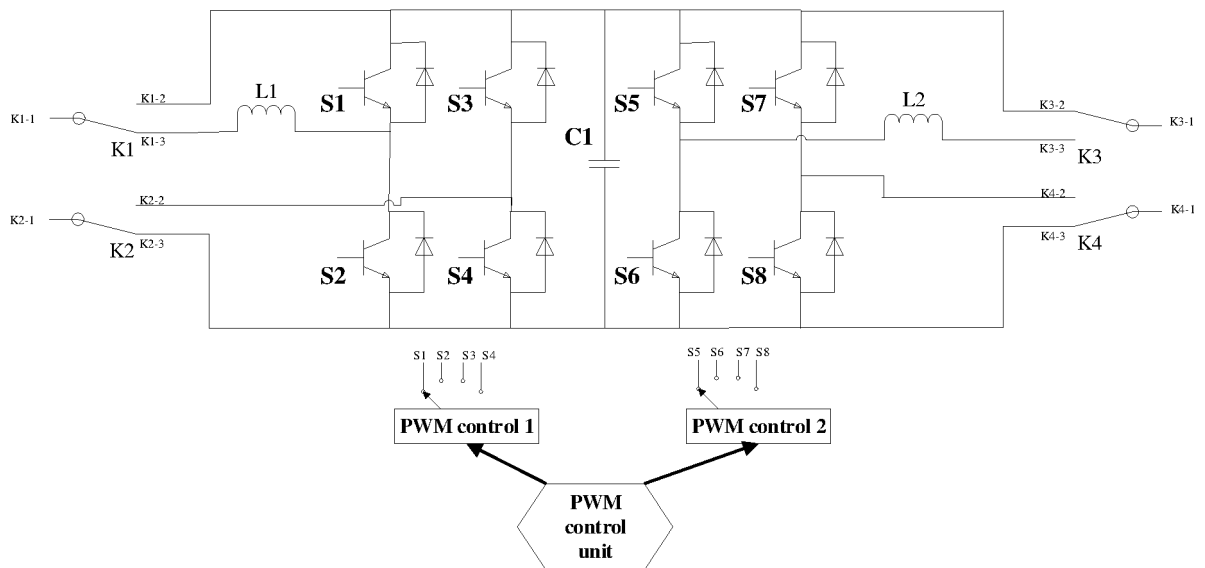 S1 S3 S5 S7
L1 L2
K1-2 K3-2
K1-1 K3-1
K1-3 K3-3
K1 C1 K3
K2-2 K4-2
K2-1 K4-1
K2-3 K4-3
K2 K4
S2 S4 S6 S8
S1 S2 S3 S4
S5 S6 S7 S8
PWM control 1
PWM control 2
PWM
control
unit